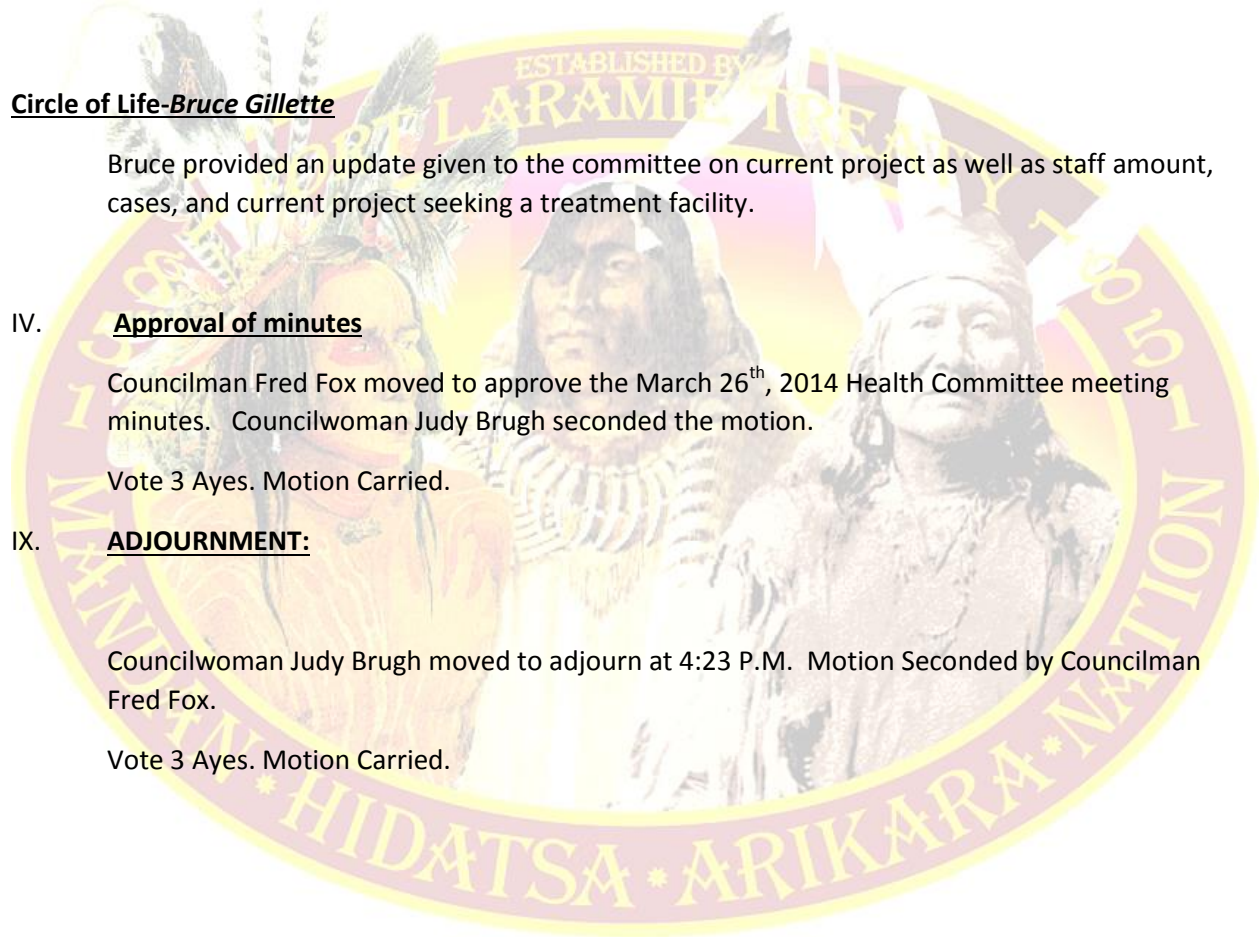 ESTABLISHED BY
FORT LARAMIE TREATY 1851
1851 MANDAN * HIDATSA * ARIKARA * NATION
Circle of Life-Bruce Gillette
Bruce provided an update given to the committee on current project as well as staff amount,
cases, and current project seeking a treatment facility.
IV. Approval of minutes
Councilman Fred Fox moved to approve the March 26th, 2014 Health Committee meeting
minutes. Councilwoman Judy Brugh seconded the motion.
Vote 3 Ayes. Motion Carried.
IX. ADJOURNMENT:
Councilwoman Judy Brugh moved to adjourn at 4:23 P.M. Motion Seconded by Councilman
Fred Fox.
Vote 3 Ayes. Motion Carried.